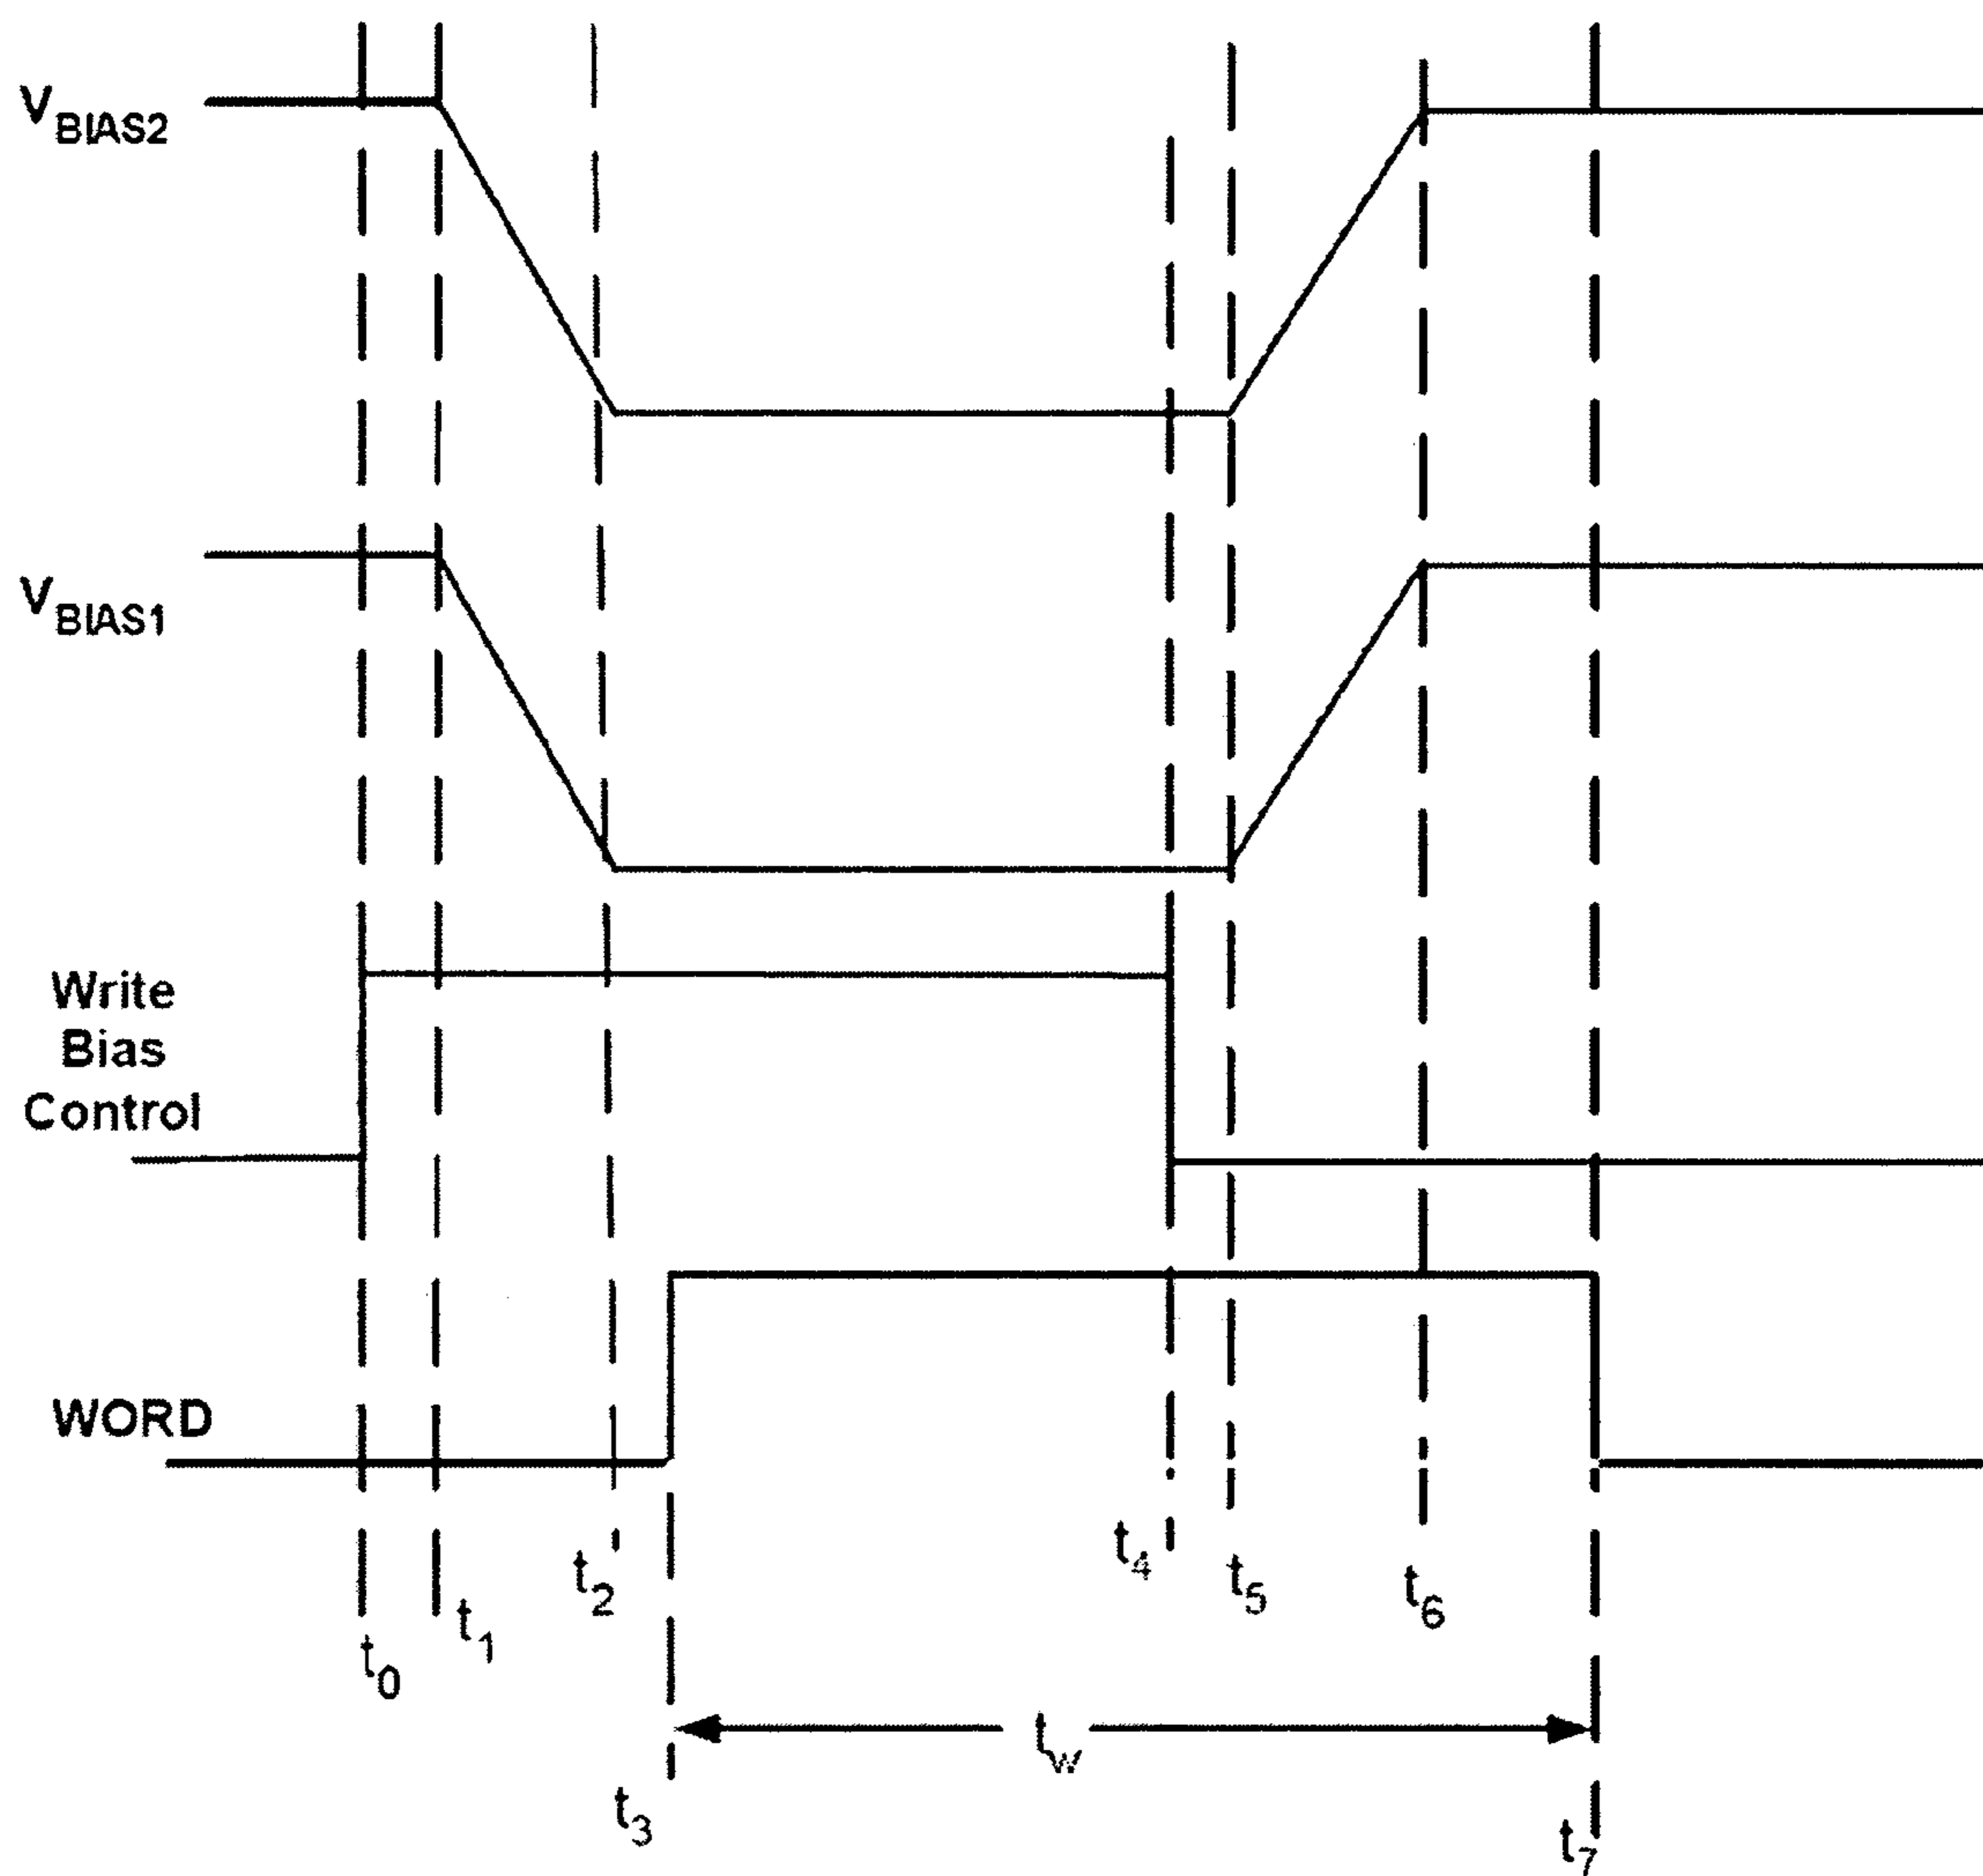 VBIAS2
VBIAS1
Write
Bias
Control
WORD
t4
t2
t5
t6
t1
t0
tw
t3
t7